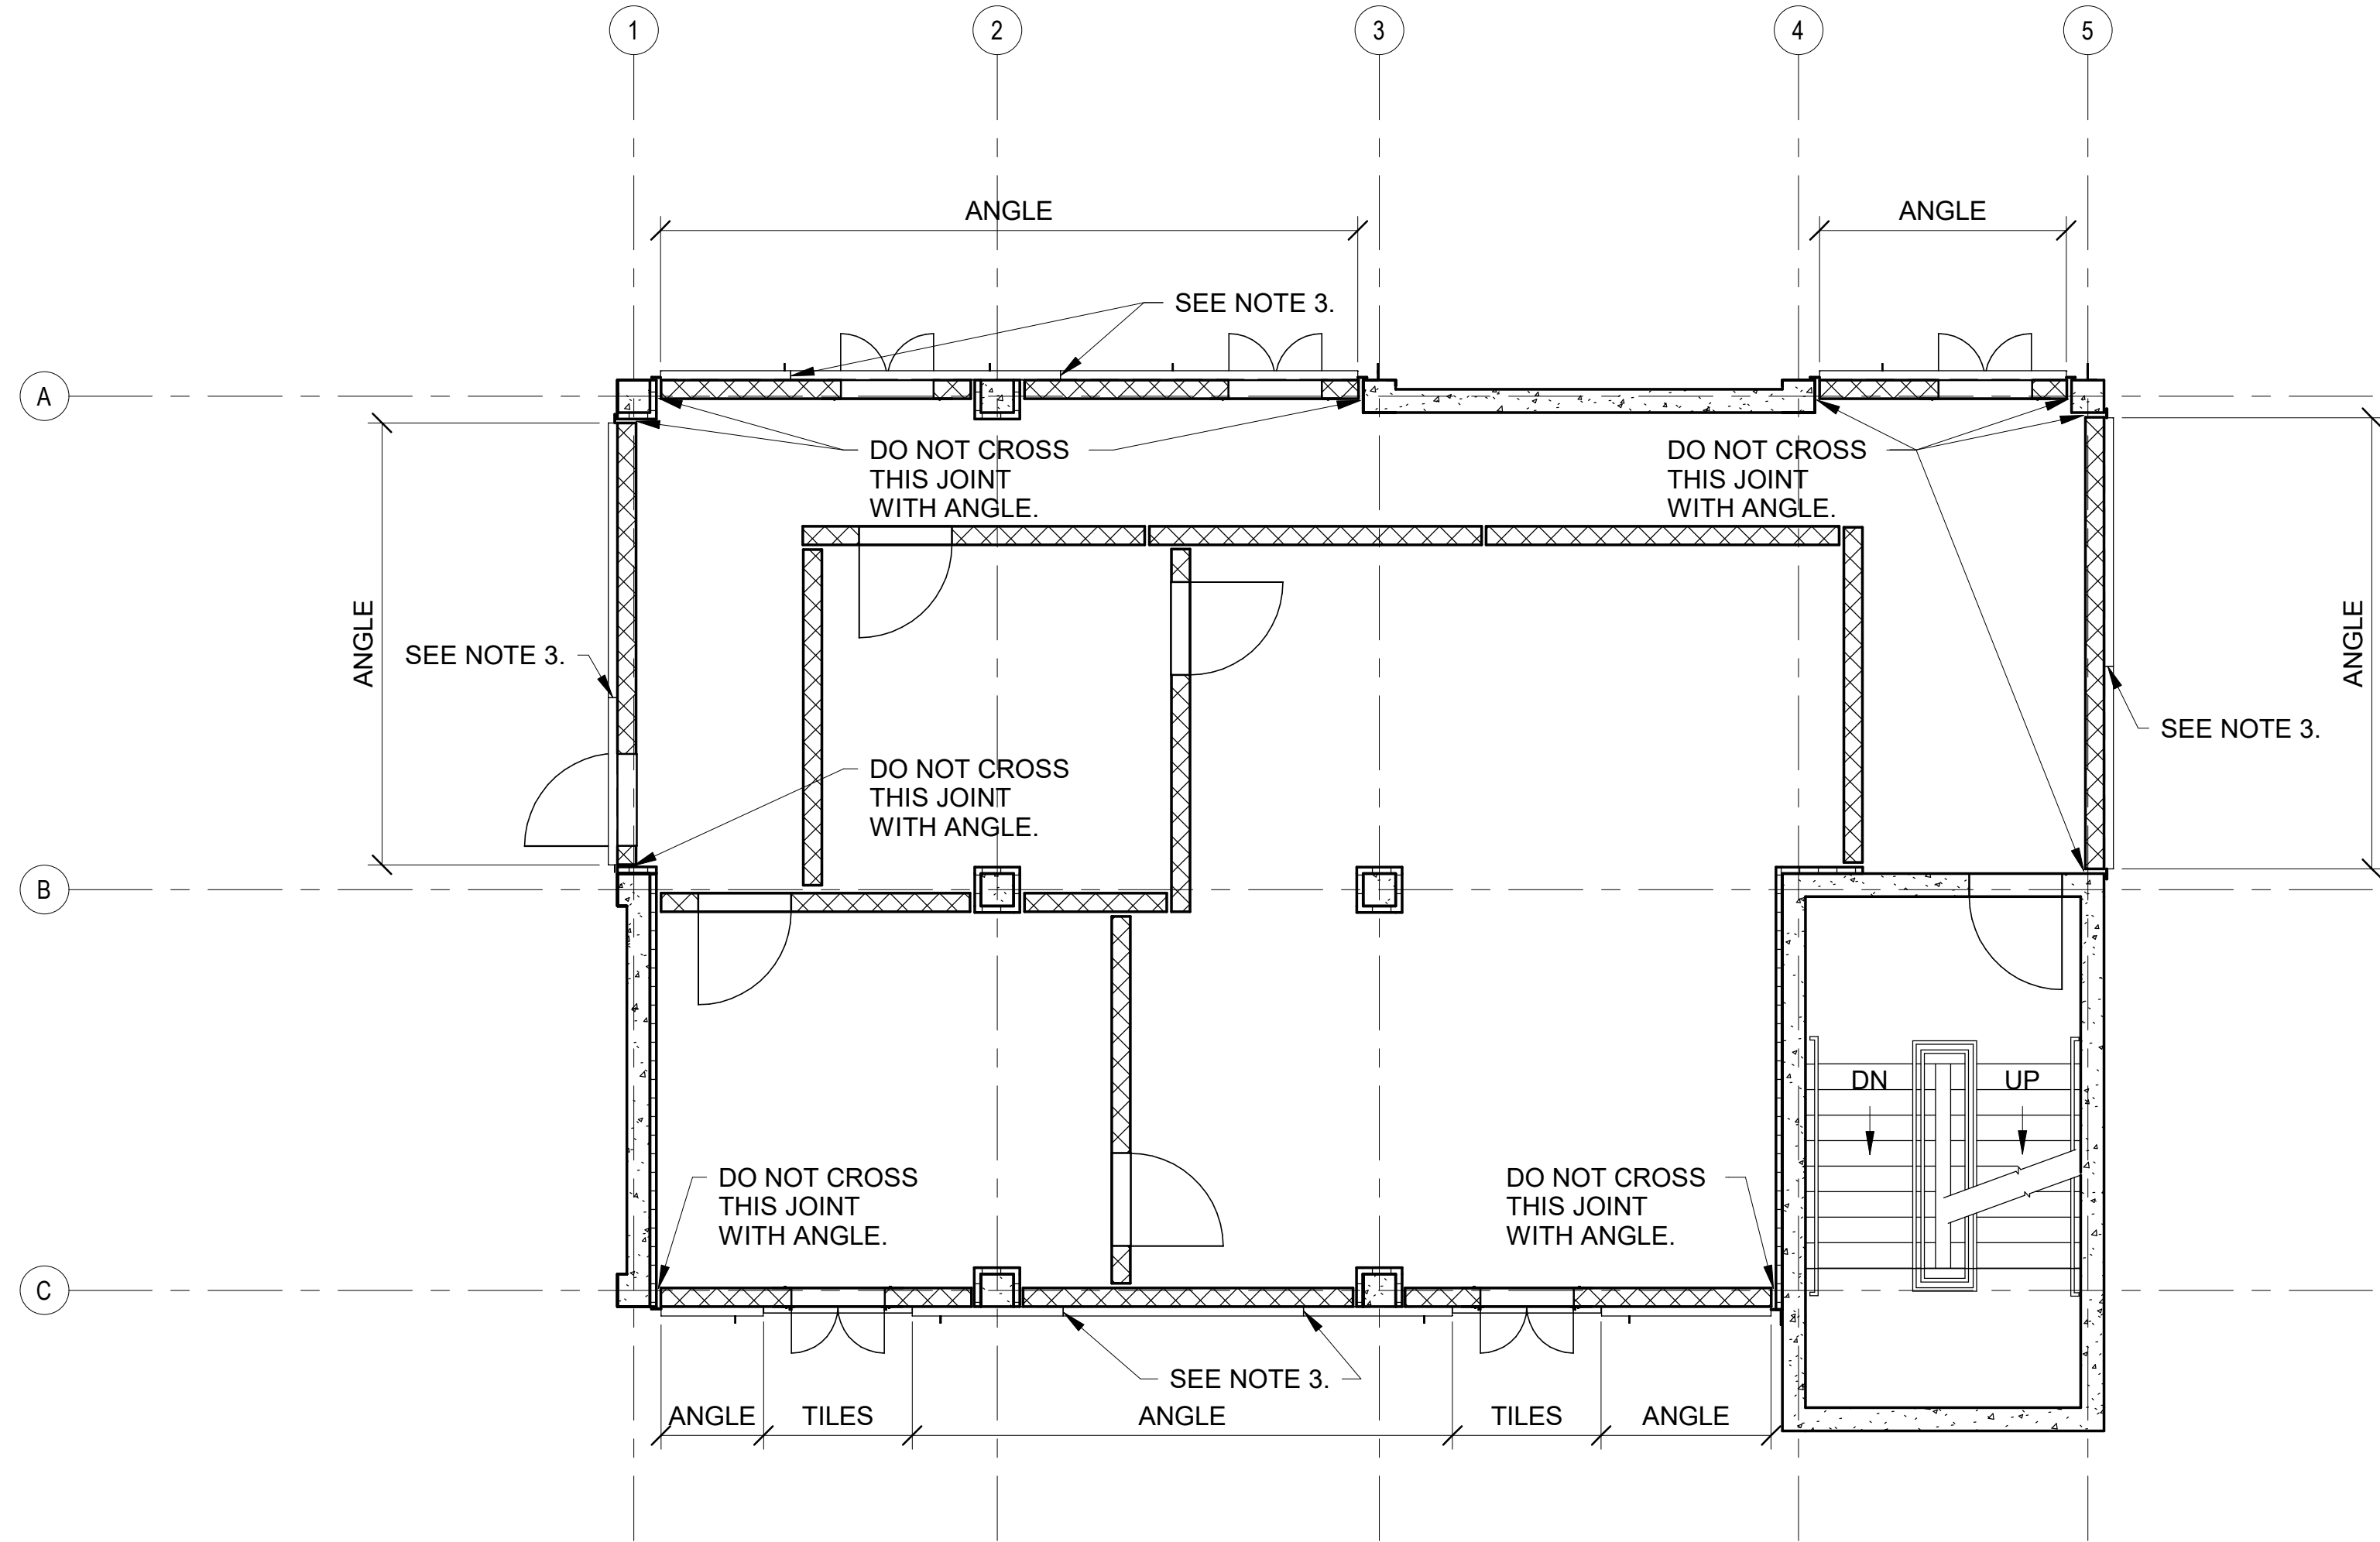 1
2
3
4
5
ANGLE
ANGLE
SEE NOTE 3.
A
DO NOT CROSS
THIS JOINT
WITH ANGLE.
DO NOT CROSS
THIS JOINT
WITH ANGLE.
ANGLE
SEE NOTE 3.
ANGLE
SEE NOTE 3.
DO NOT CROSS
THIS JOINT
WITH ANGLE.
B
DN
UP
DO NOT CROSS
THIS JOINT
WITH ANGLE.
DO NOT CROSS
THIS JOINT
WITH ANGLE.
C
SEE NOTE 3.
ANGLE
TILES
ANGLE
TILES
ANGLE